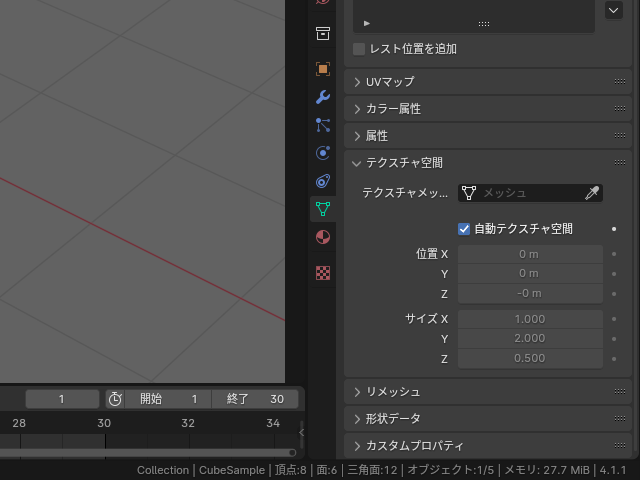 レスト位置を追加
UVマップ
カラー属性
属性
テクスチャ空間
テクスチャメッ... メッシュ
自動テクスチャ空間
位置 X 0 m
Y 0 m
Z -0 m
サイズ X 1.000
Y 2.000
Z 0.500
リメッシュ
形状データ
カスタムプロパティ
1 開始 1 終了 30
28 30 32 34
Collection | CubeSample | 頂点:8 | 面:6 | 三角面:12 | オブジェクト:1/5 | メモリ: 27.7 MiB | 4.1.1